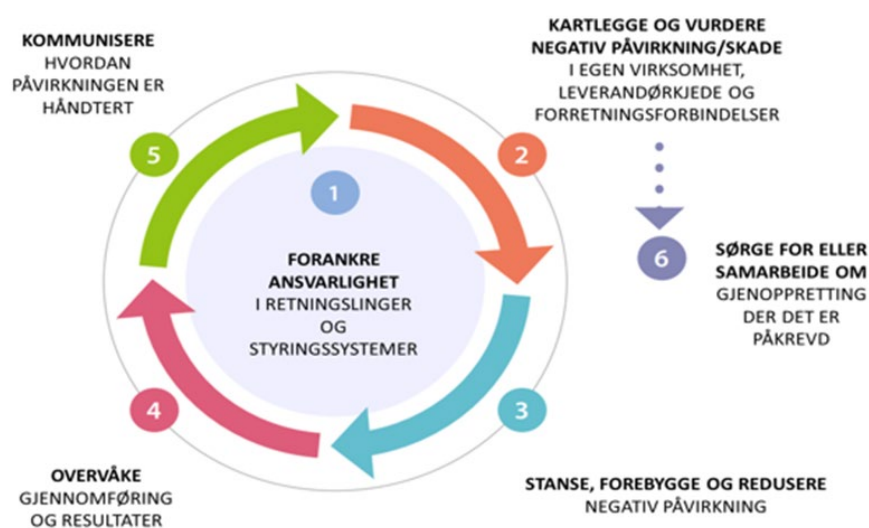 KOMMUNISERE
HVORDAN
PÅVIRKNINGEN ER
HÅNDTERT
5
1
FORANKRE
ANSVARLIGHET
I RETNINGSLINGER
OG
STYRINGSSYSTEMER
KARTLEGGE OG VURDERE
NEGATIV PÅVIRKNING/SKADE
I EGEN VIRKSOMHET,
LEVERANDØRKJEDE OG
FORRETNINGSFORBINDELSER
2
6
SØRGE FOR ELLER
SAMARBEIDE OM
GJENOPPRETTING
DER DET ER
PÅKREVD
3
STANSE, FOREBYGGE OG REDUSERE
NEGATIV PÅVIRKNING
4
OVERVÅKE
GJENNOMFØRING
OG RESULTATER